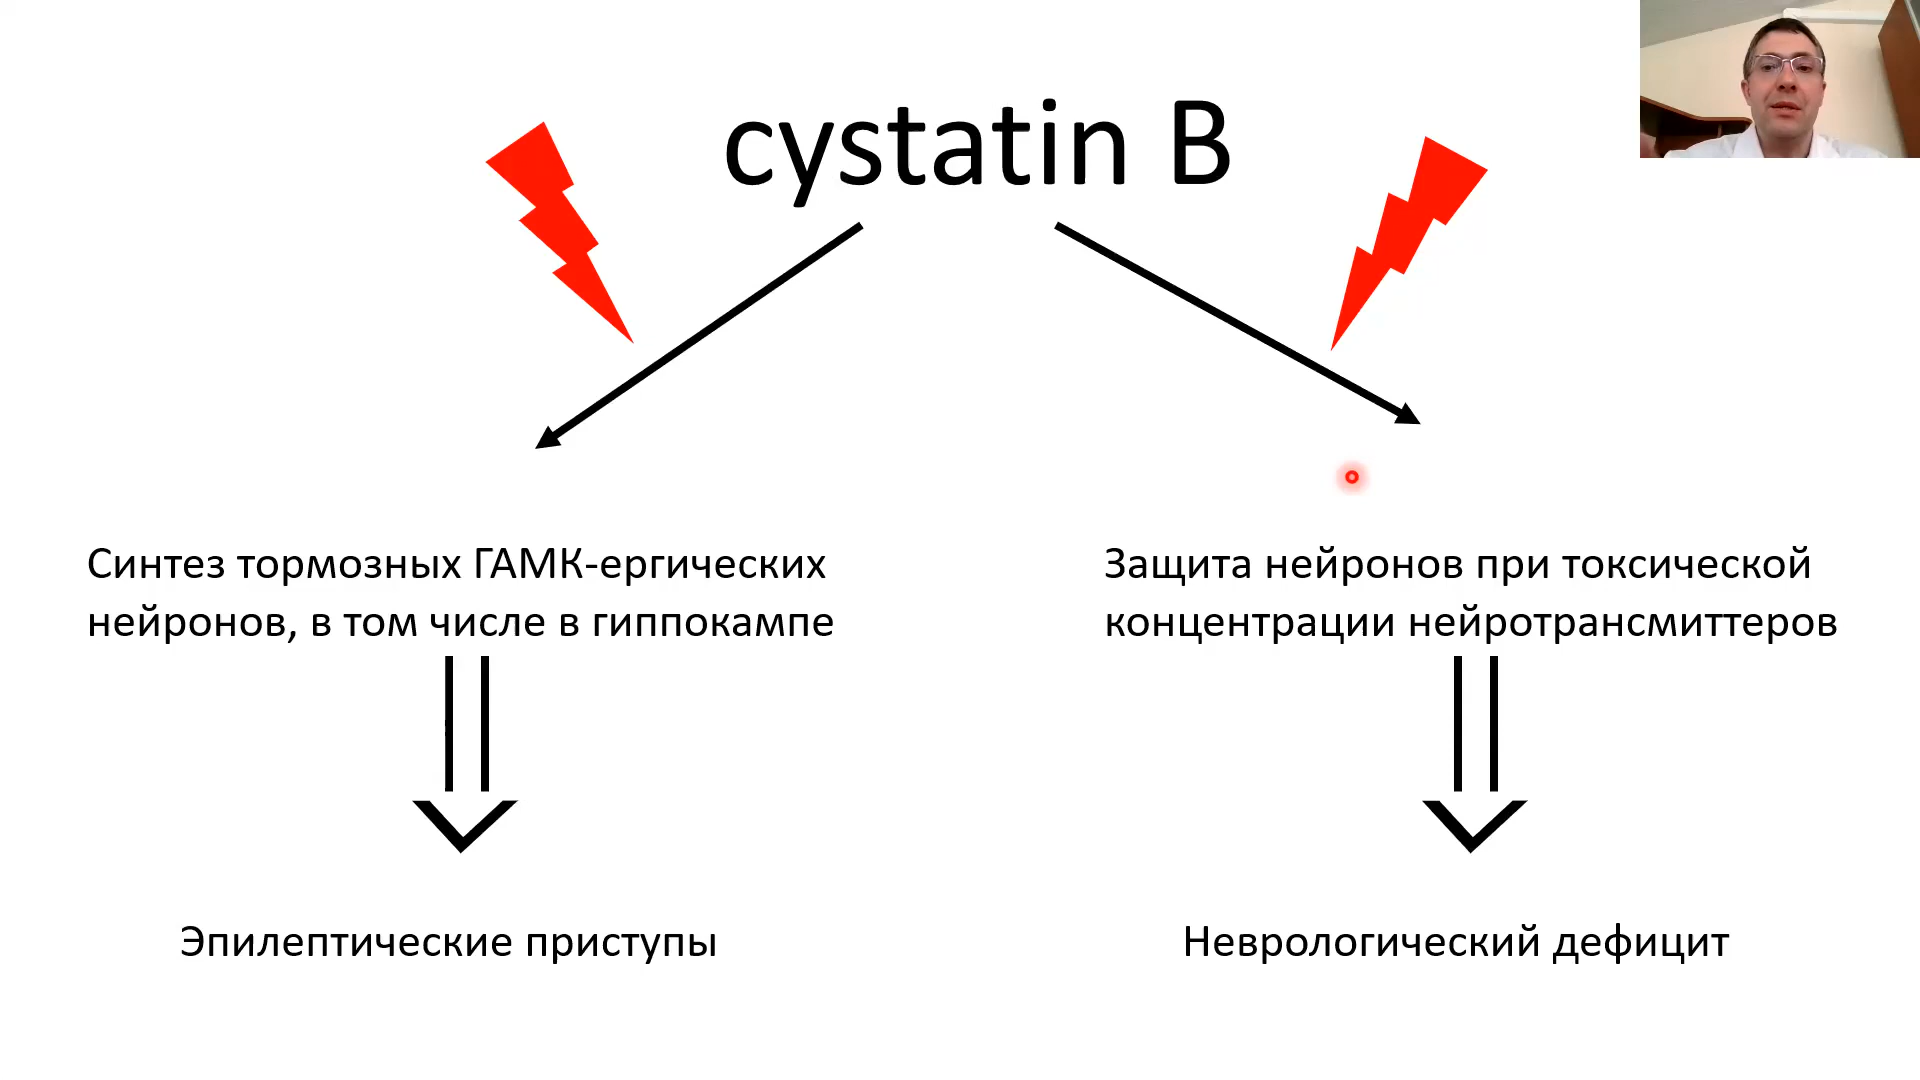 cystatin B
Синтез тормозных ГАМК-ергических
нейронов, в том числе в гиппокампе
Защита нейронов при токсической
концентрации нейротрансмиттеров
Эпилептические приступы
Неврологический дефицит